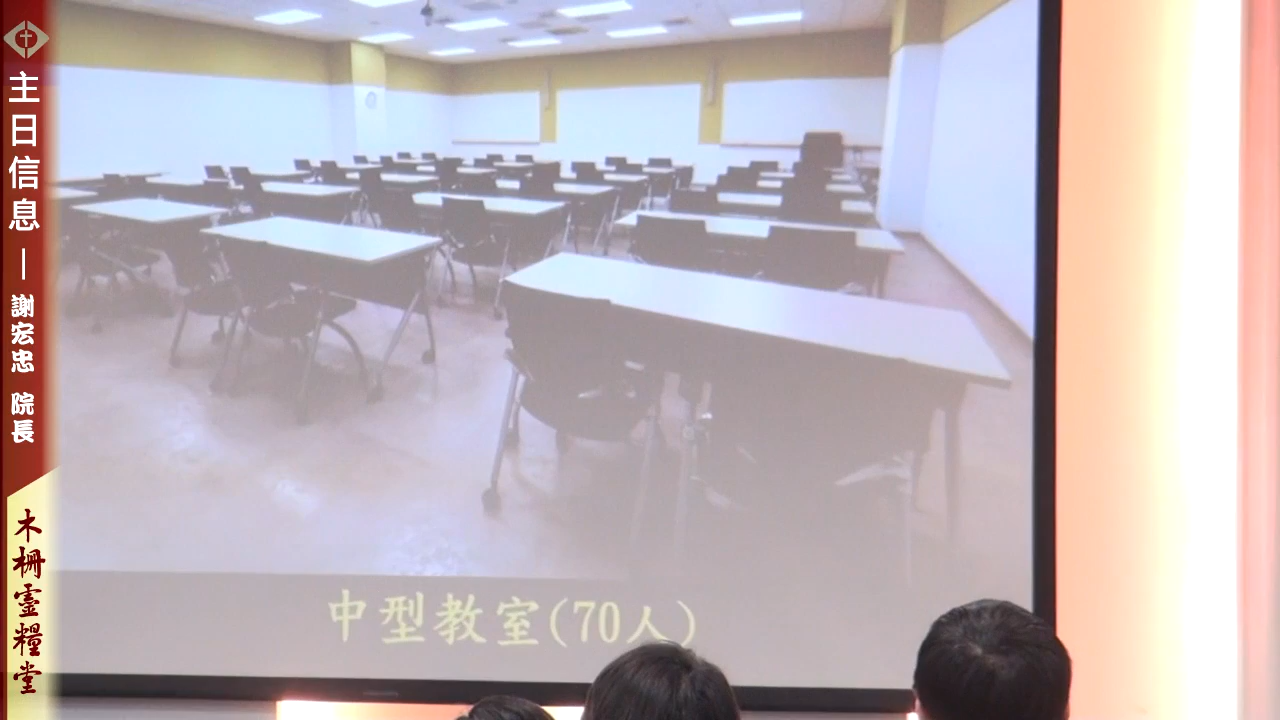 主日信息 — 謝宏忠 院長
木柵靈糧堂
中型教室(70人)